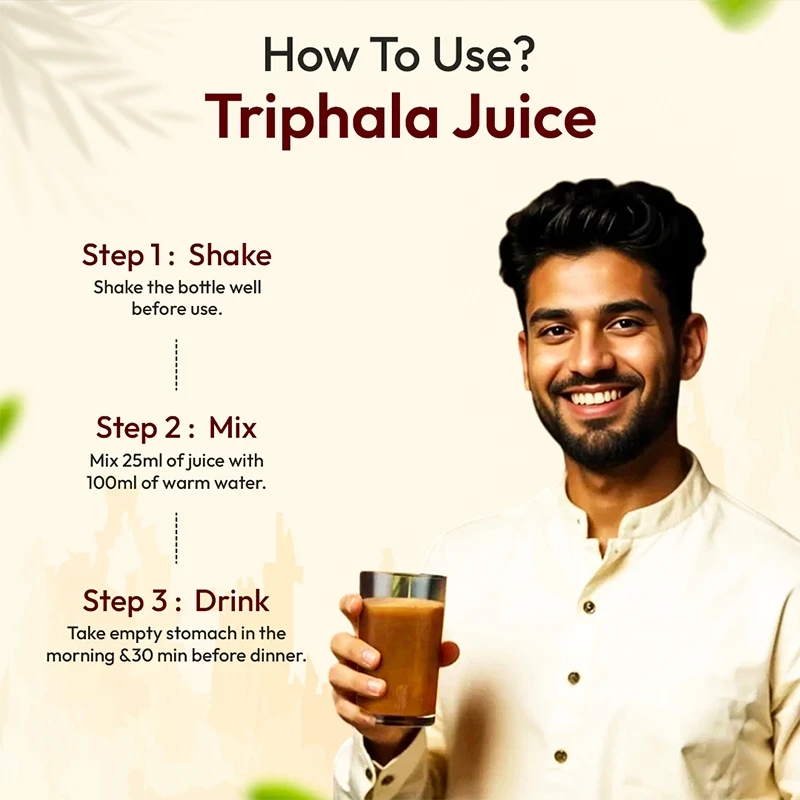 How To Use?
Triphala Juice
Step 1 : Shake
Shake the bottle well
before use.
Step 2 : Mix
Mix 25ml of juice with
100ml of warm water.
Step 3 : Drink
Take empty stomach in the
morning &30 min before dinner.